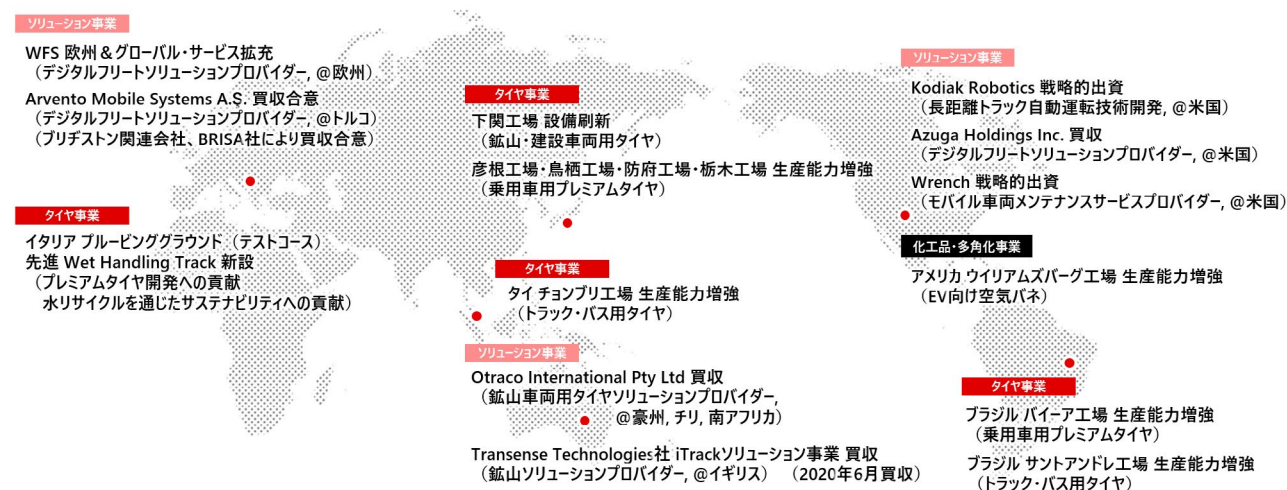 ソリューション事業
WFS 欧州＆グローバル・サービス拡充
（デジタルフリートソリューションプロバイダー, @欧州）
Arvento Mobile Systems A.Ş. 買収合意
（デジタルフリートソリューションプロバイダー, @トルコ）
（ブリヂストン関連会社、BRISA社により買収合意）
タイヤ事業
イタリア プルービンググラウンド（テストコース）
先進 Wet Handling Track 新設
（プレミアムタイヤ開発への貢献
水リサイクルを通じたサステナビリティへの貢献）
タイヤ事業
下関工場 設備刷新
（鉱山・建設車両用タイヤ）
彦根工場・鳥栖工場・防府工場・栃木工場 生産能力増強
（乗用車用プレミアムタイヤ）
タイヤ事業
タイ チョンブリ工場 生産能力増強
（トラック・バス用タイヤ）
ソリューション事業
Otraco International Pty Ltd 買収
（鉱山車両用タイヤソリューションプロバイダー,
@豪州, チリ, 南アフリカ）
Transense Technologies社 iTrackソリューション事業 買収
（鉱山ソリューションプロバイダー, @イギリス）（2020年6月買収）
ソリューション事業
Kodiak Robotics 戦略的出資
（長距離トラック自動運転技術開発, @米国）
Azuga Holdings Inc. 買収
（デジタルフリートソリューションプロバイダー, @米国）
Wrench 戦略的出資
（モバイル車両メンテナンスサービスプロバイダー, @米国）
化工品・多角化事業
アメリカ ウイリアムズバーグ工場 生産能力増強
（EV向け空気バネ）
タイヤ事業
ブラジル バイーア工場 生産能力増強
（乗用車用プレミアムタイヤ）
ブラジル サントアンドレ工場 生産能力増強
（トラック・バス用タイヤ）